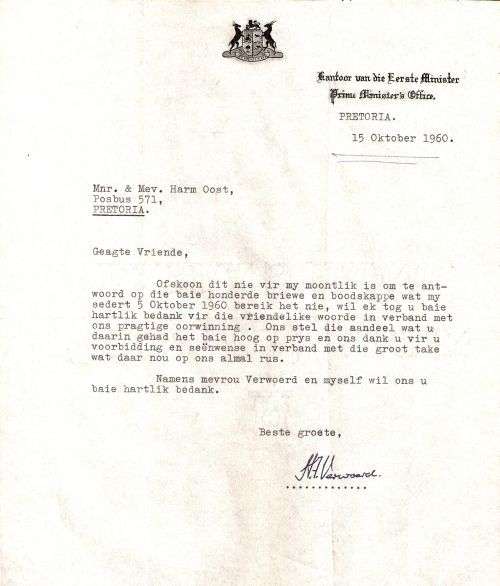 Kantoor van die Eerste Minister
Prime Minister's Office.
PRETORIA.
15 Oktober 1960.
Mnr. & Mev. Harm Oost,
Posbus 571,
PRETORIA.
Geagte Vriende,
Ofskoon dit nie vir my moontlik is om te ant-
woord op die baie honderde briewe en boodskappe wat my
sedert 5 Oktober 1960 bereik het nie, wil ek tog u baie
hartlik bedank vir die vriendelike woorde in verband met
ons pragtige oorwinning . Ons stel die aandeel wat u
daarin gehad het baie hoog op prys en ons dank u vir u
voorbidding en seënwense in verband met die groot take
wat daar nou op ons almal rus.
Namens mevrou Verwoerd en myself wil ons u
baie hartlik bedank.
Beste groete,
H.F. Verwoerd.